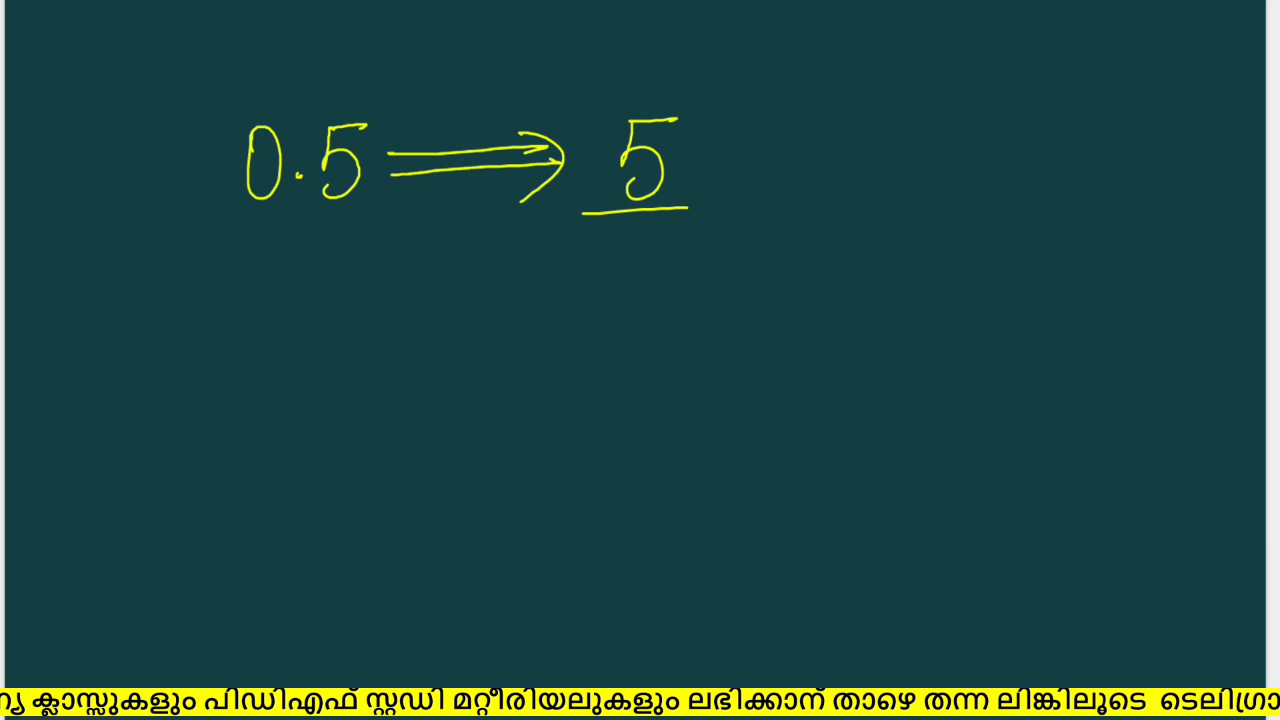 0.5 ⟹ 5
ന്യ ക്ലാസ്സുകളും പിഡിഎഫ് സ്റ്റഡി മറ്റീരിയലുകളും ലഭിക്കാന് താഴെ തന്ന ലിങ്കിലൂടെ ടെലിഗ്രാ